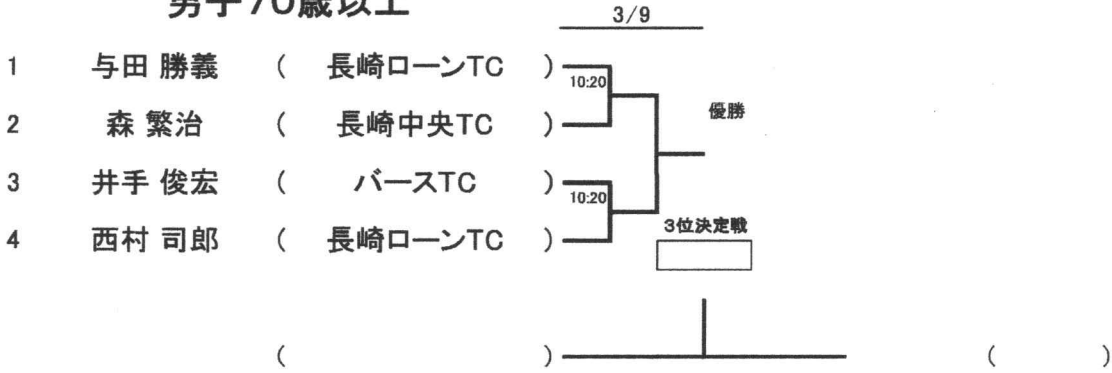 男子70歳以上
3/9
1 与田 勝義 ( 長崎ローンTC )
10:20
2 森 繁治 ( 長崎中央TC )
優勝
3 井手 俊宏 ( バースTC )
10:20
4 西村 司郎 ( 長崎ローンTC )
3位決定戦
( ) ( )